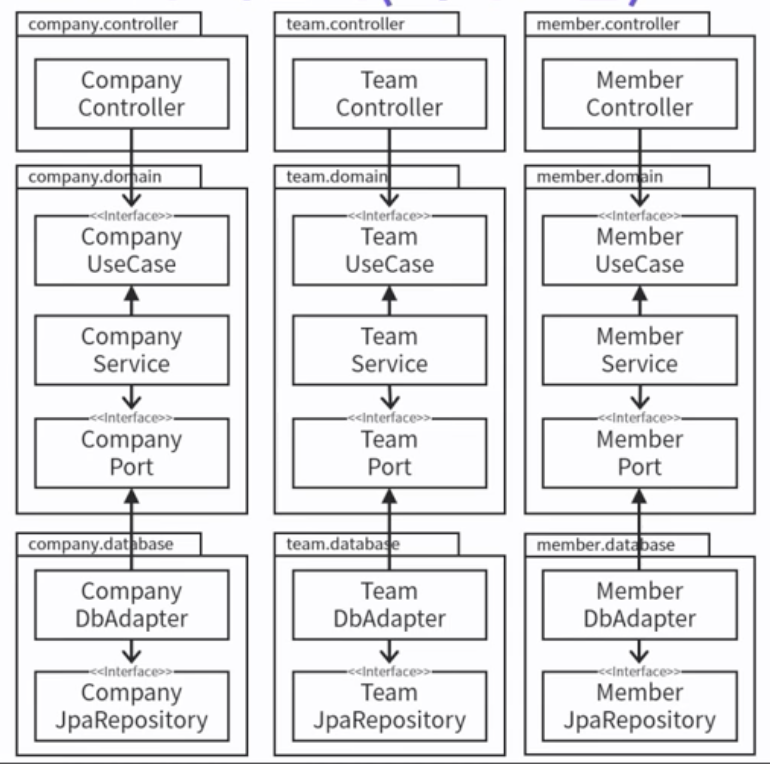 company.controller
Company
Controller
company.domain
<<Interface>>
Company
UseCase
Company
Service
<<Interface>>
Company
Port
company.database
Company
DbAdapter
<<Interface>>
Company
JpaRepository
team.controller
Team
Controller
team.domain
<<Interface>>
Team
UseCase
Team
Service
<<Interface>>
Team
Port
team.database
Team
DbAdapter
<<Interface>>
Team
JpaRepository
member.controller
Member
Controller
member.domain
<<Interface>>
Member
UseCase
Member
Service
<<Interface>>
Member
Port
member.database
Member
DbAdapter
<<Interface>>
Member
JpaRepository